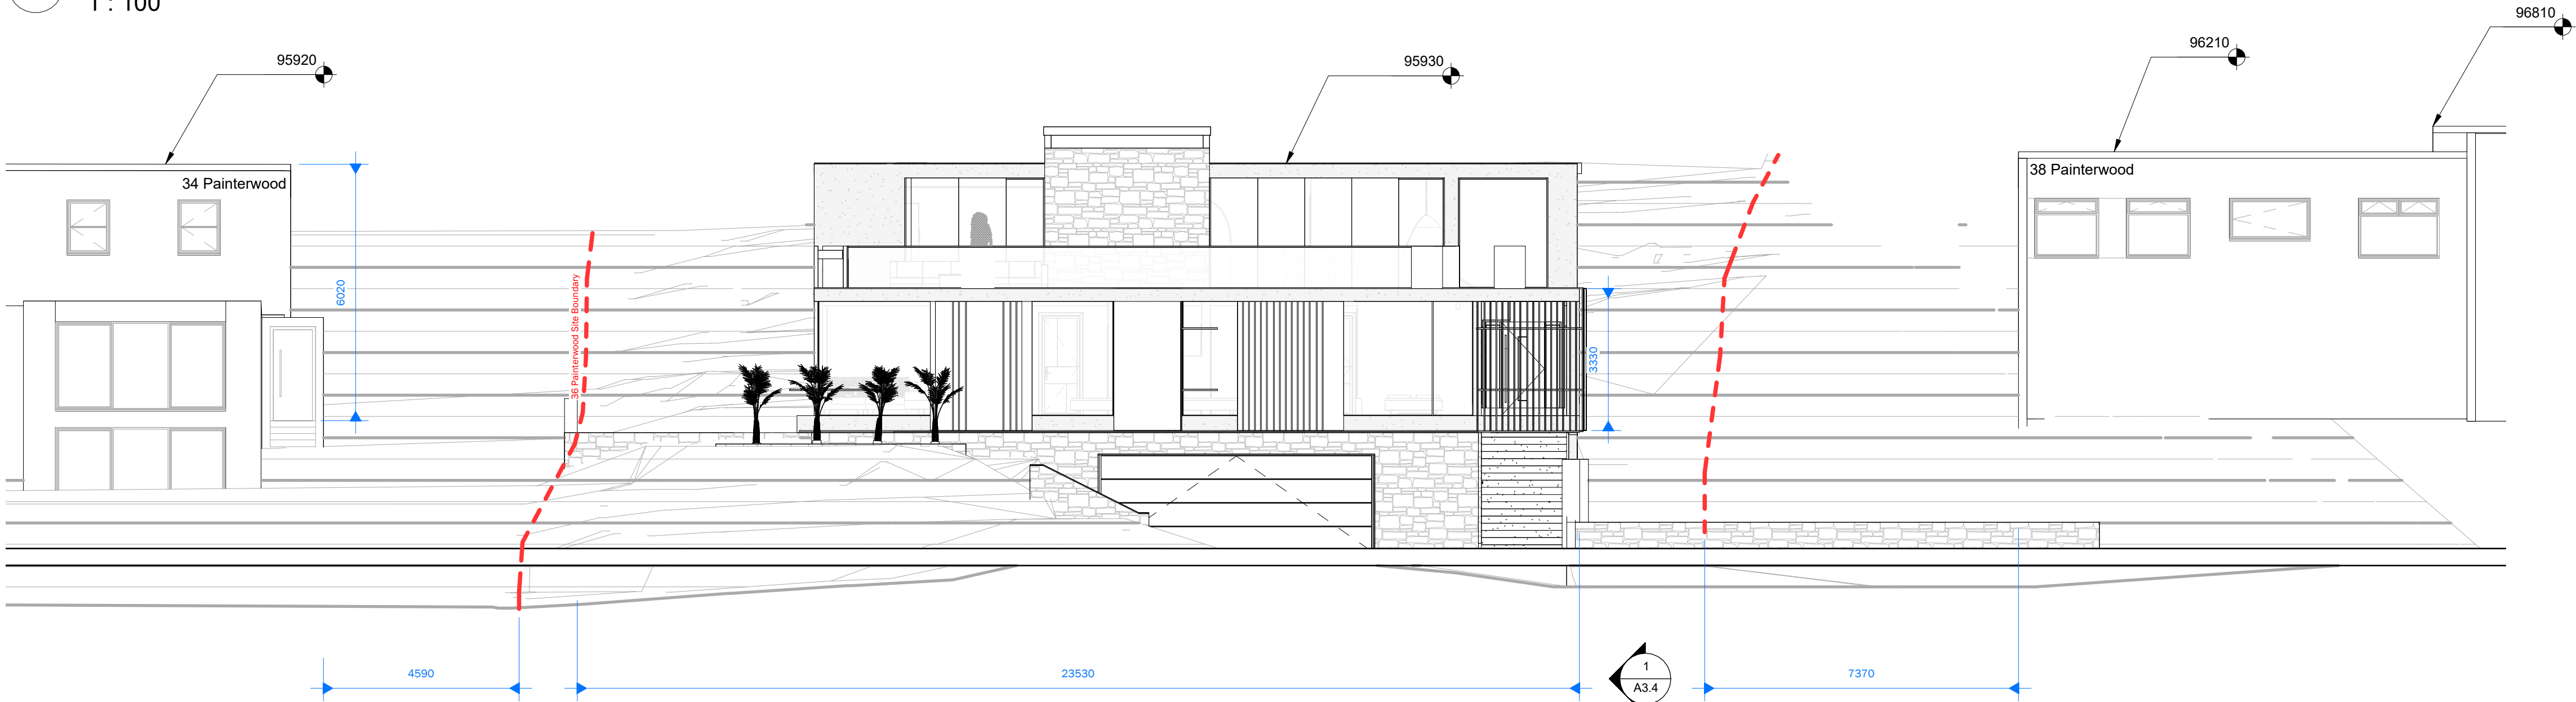 1 : 100
96810
96210
95920
95930
34 Painterwood
38 Painterwood
6020
36 Painterwood Site Boundary
3330
4590
23530
7370
1
A3.4